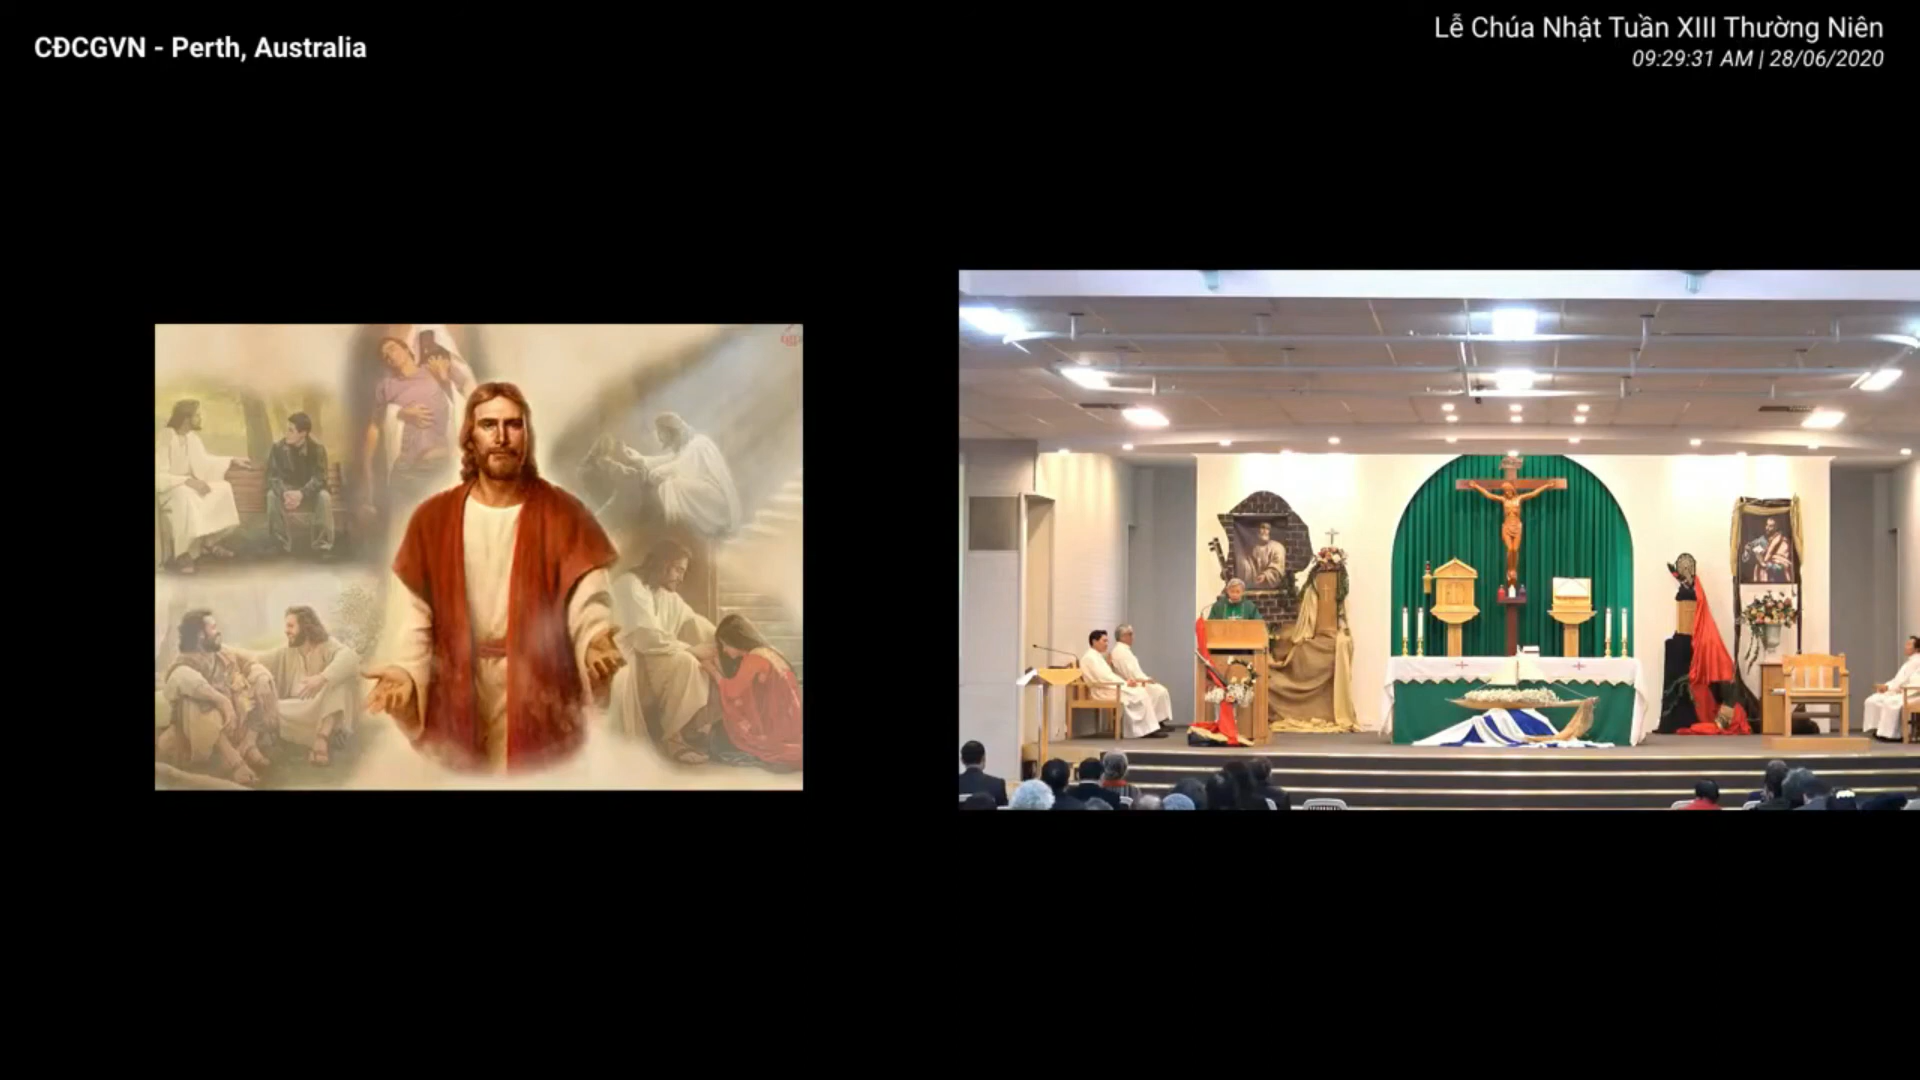 CĐCGVN - Perth, Australia
Lễ Chúa Nhật Tuần XIII Thường Niên
09:29:31 AM | 28/06/2020